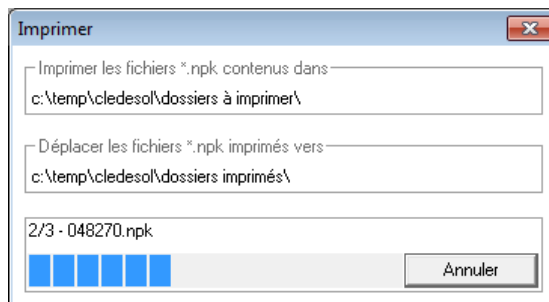 Imprimer
Imprimer les fichiers *.npk contenus dans
c:\temp\cledesol\dossiers à imprimer\
Déplacer les fichiers *.npk imprimés vers
c:\temp\cledesol\dossiers imprimés\
2/3 - 048270.npk
Annuler